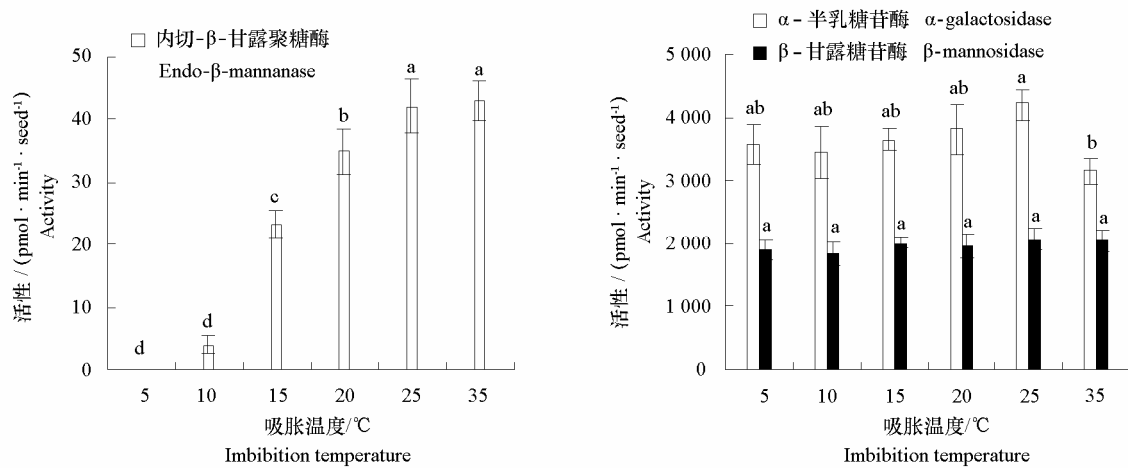 内切-β-甘露聚糖酶
Endo-β-mannanase
50
40
30
20
10
0
活性 / (pmol · min⁻¹ · seed⁻¹)
Activity
d
d
c
b
a
a
5 10 15 20 25 35
吸胀温度/℃
Imbibition temperature
α-半乳糖苷酶 α-galactosidase
β-甘露糖苷酶 β-mannosidase
5 000
4 000
3 000
2 000
1 000
0
活性 / (pmol · min⁻¹ · seed⁻¹)
Activity
ab ab ab ab a b
a a a a a a
5 10 15 20 25 35
吸胀温度/℃
Imbibition temperature